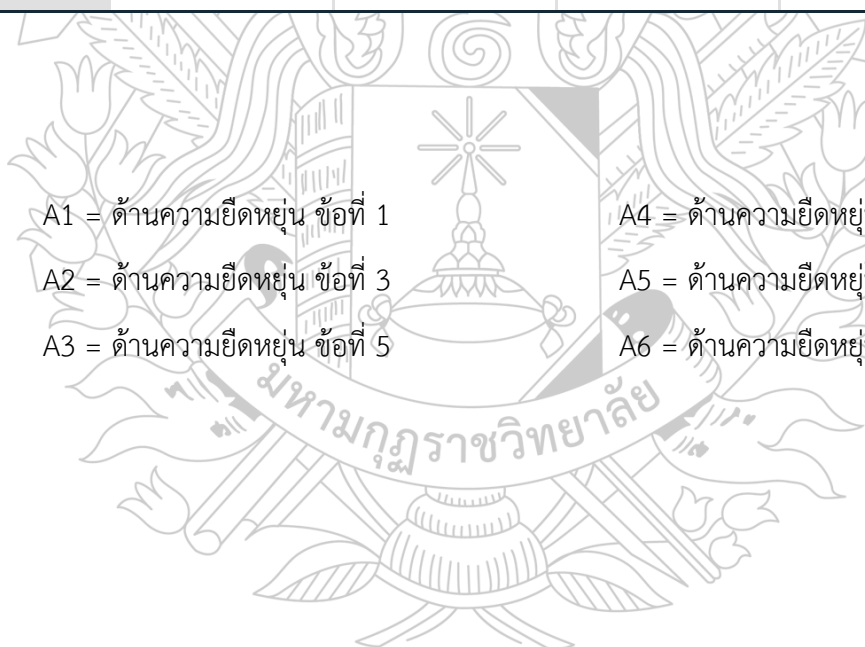 A1 = ด้านความยืดหยุ่น ข้อที่ 1
A4 = ด้านความยืดหยุ่
A2 = ด้านความยืดหยุ่น ข้อที่ 3
A5 = ด้านความยืดหยุ่
A3 = ด้านความยืดหยุ่น ข้อที่ 5
A6 = ด้านความยืดหยุ่
มหามกุฏราชวิทยาลัย